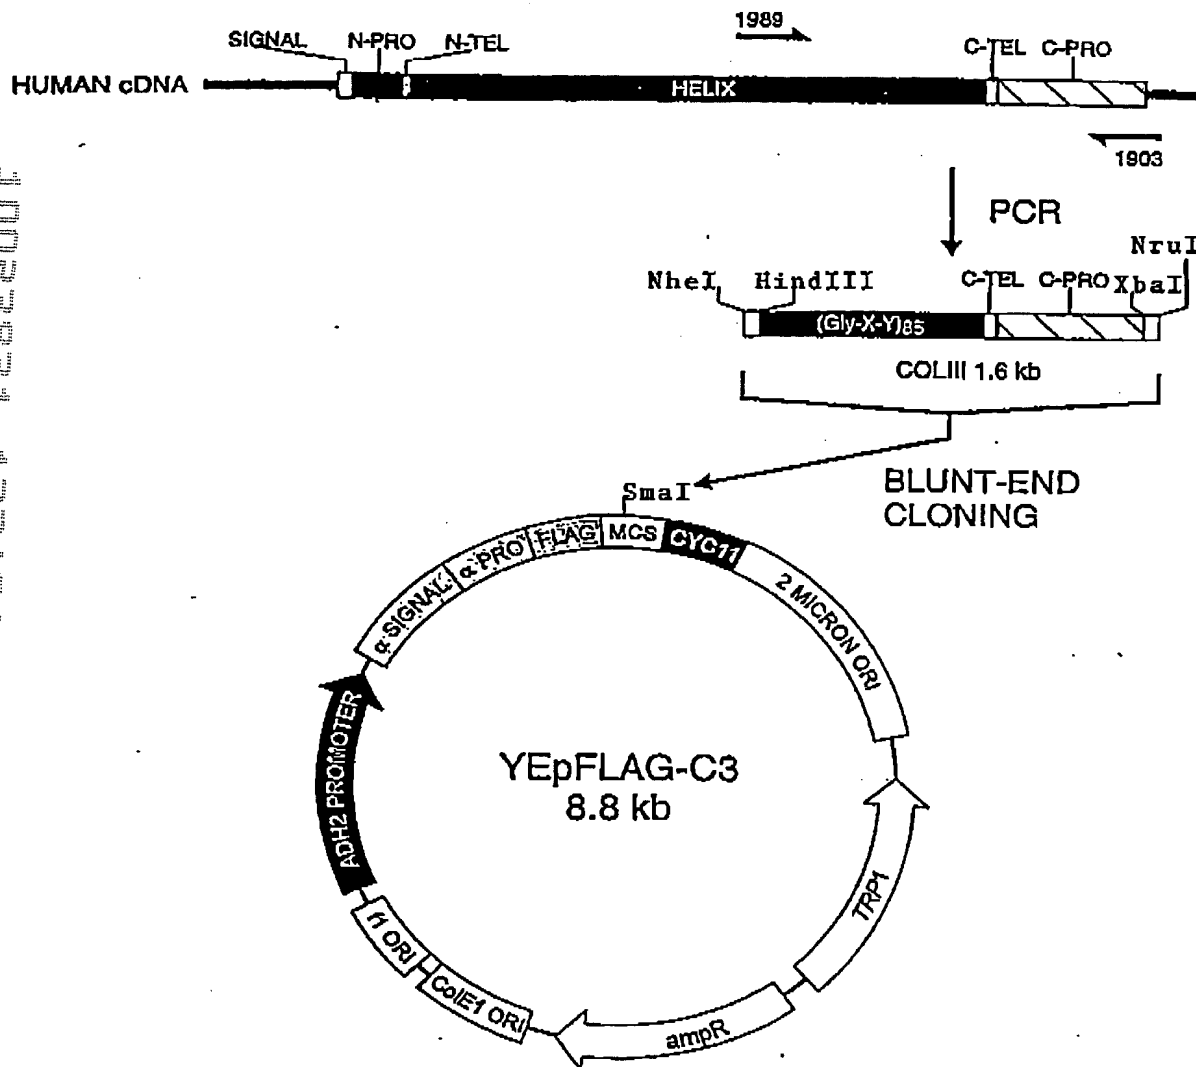 1989
SIGNAL N-PRO N-TEL C-TEL C-PRO
HUMAN cDNA HELIX
1903
PCR
NruI
NheI HindIII C-TEL C-PRO XbaI
(Gly-X-Y)85
COLIII 1.6 kb
BLUNT-END
CLONING
SmaI
α SIGNAL α PRO FLAG MCS CYC11 2 MICRON ORI
ADH2 PROMOTER
YEpFLAG-C3
8.8 kb
TRP1
f1 ORI
ColE1 ORI
ampR